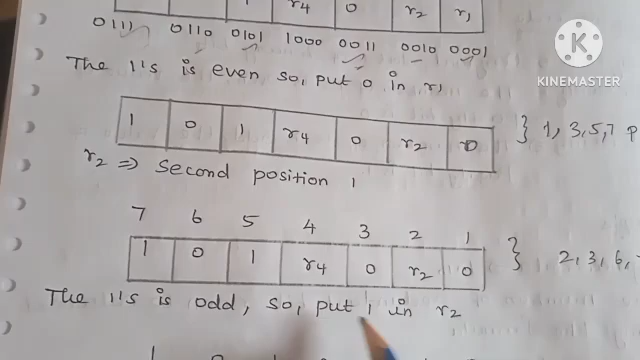 1 r4 0 r2 r1
0111 0110 0101 1000 0011 0010 0001
KINEMASTER
The 1's is even so, put 0 in r1
1 0 1 r4 0 r2 0 } 1, 3, 5, 7 p
r2 => Second position 1
7 6 5 4 3 2 1
1 0 1 r4 0 r2 0 } 2, 3, 6,
The 1's is odd, so, put 1 in r2